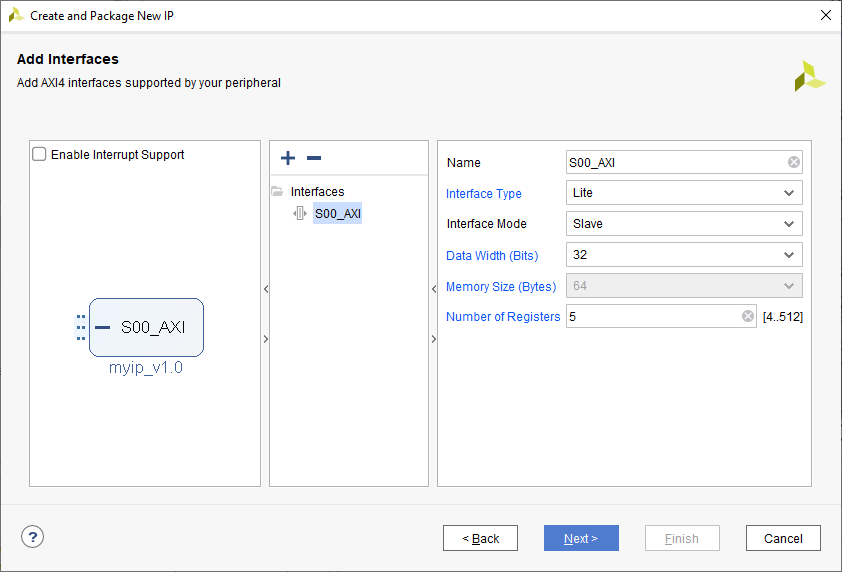 Create and Package New IP
Add Interfaces
Add AXI4 interfaces supported by your peripheral
Enable Interrupt Support
S00_AXI
myip_v1.0
Interfaces
S00_AXI
Name S00_AXI
Interface Type Lite
Interface Mode Slave
Data Width (Bits) 32
Memory Size (Bytes) 64
Number of Registers 5 [4..512]
? < Back Next > Finish Cancel